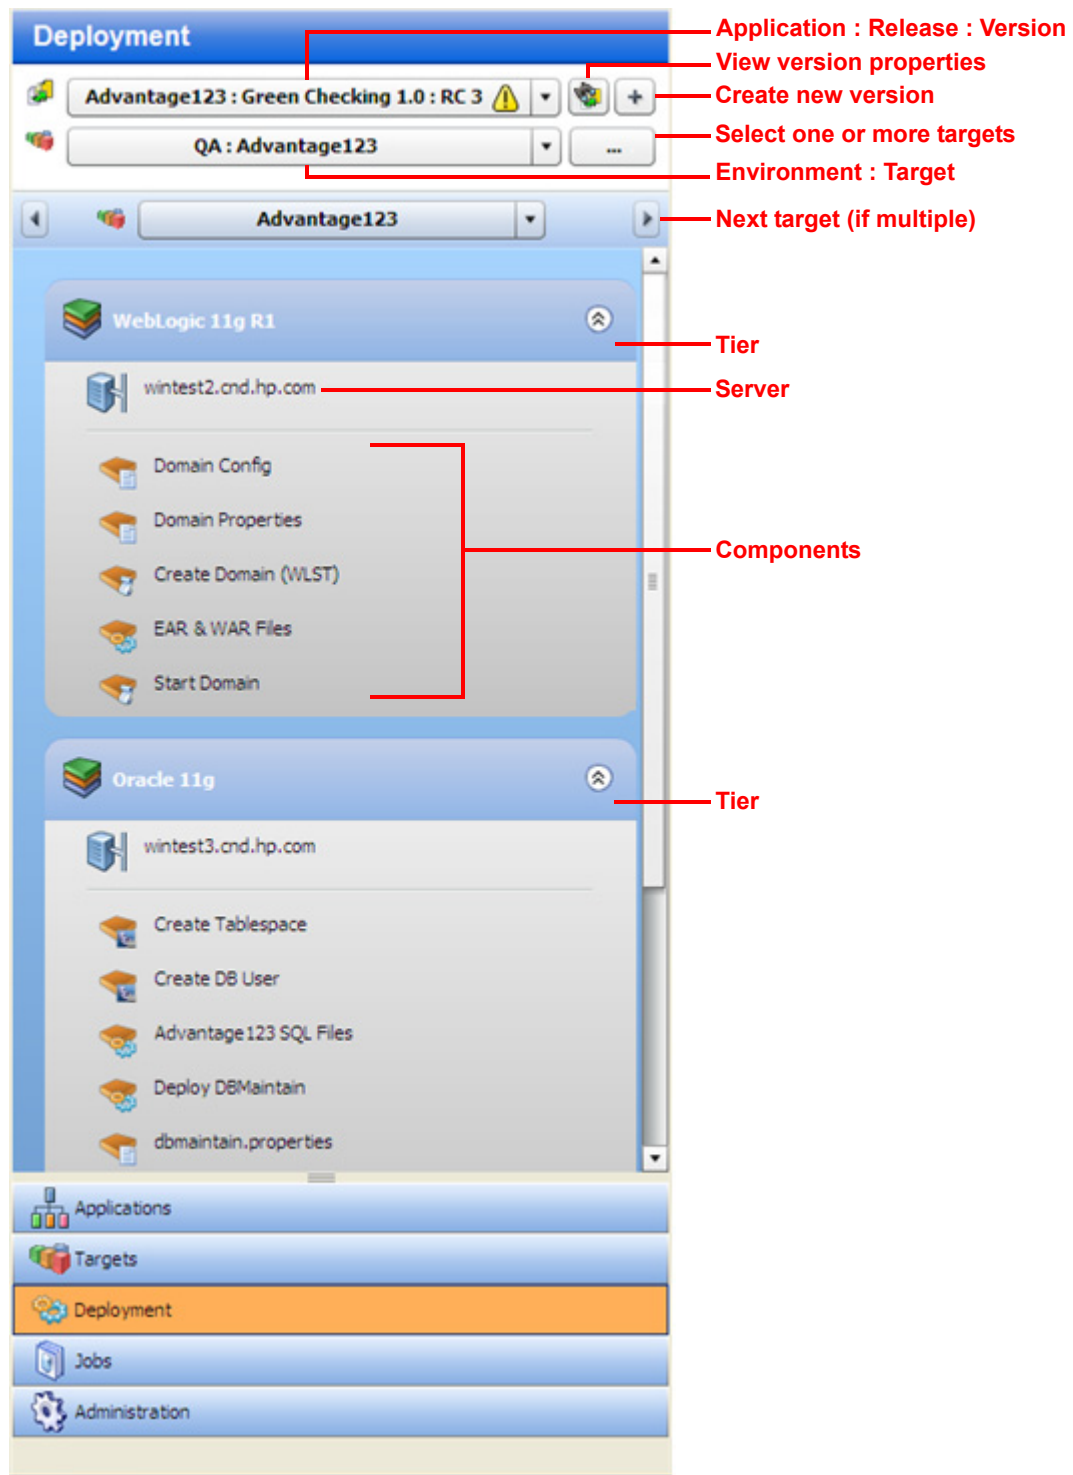 Deployment
Application : Release : Version
View version properties
Advantage123 : Green Checking 1.0 : RC 3
Create new version
QA : Advantage123
...
Select one or more targets
Environment : Target
Advantage123
Next target (if multiple)
WebLogic 11g R1
Tier
wintest2.cnd.hp.com
Server
Domain Config
Domain Properties
Components
Create Domain (WLST)
EAR & WAR Files
Start Domain
Oracle 11g
Tier
wintest3.cnd.hp.com
Create Tablespace
Create DB User
Advantage123 SQL Files
Deploy DBMaintain
dbmaintain.properties
Applications
Targets
Deployment
Jobs
Administration